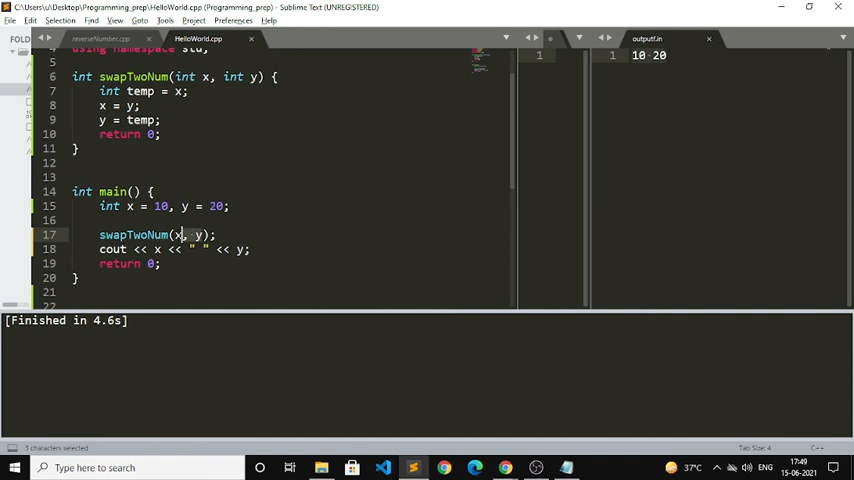 C:\Users\u\Desktop\Programming_prep\HelloWorld.cpp (Programming_prep) - Sublime Text (UNREGISTERED)
File Edit Selection Find View Goto Tools Project Preferences Help
FOLD
reverseNumber.cpp
HelloWorld.cpp
outputf.in
4 using namespace std;
5
6 int swapTwoNum(int x, int y) {
7 int temp = x;
8 x = y;
9 y = temp;
10 return 0;
11 }
12
13
14 int main() {
15 int x = 10, y = 20;
16
17 swapTwoNum(x, y);
18 cout << x << " " << y;
19 return 0;
20 }
21
22
1
1 10 20
[Finished in 4.6s]
3 characters selected
Tab Size: 4
C++
Type here to search
37°C
ENG
17:49
15-06-2021